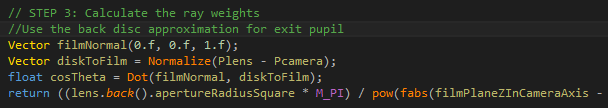 // STEP 3: Calculate the ray weights
//Use the back disc approximation for exit pupil
Vector filmNormal(0.f, 0.f, 1.f);
Vector diskToFilm = Normalize(Plens - Pcamera);
float cosTheta = Dot(filmNormal, diskToFilm);
return ((lens.back().apertureRadiusSquare * M_PI) / pow(fabs(filmPlaneZInCameraAxis -